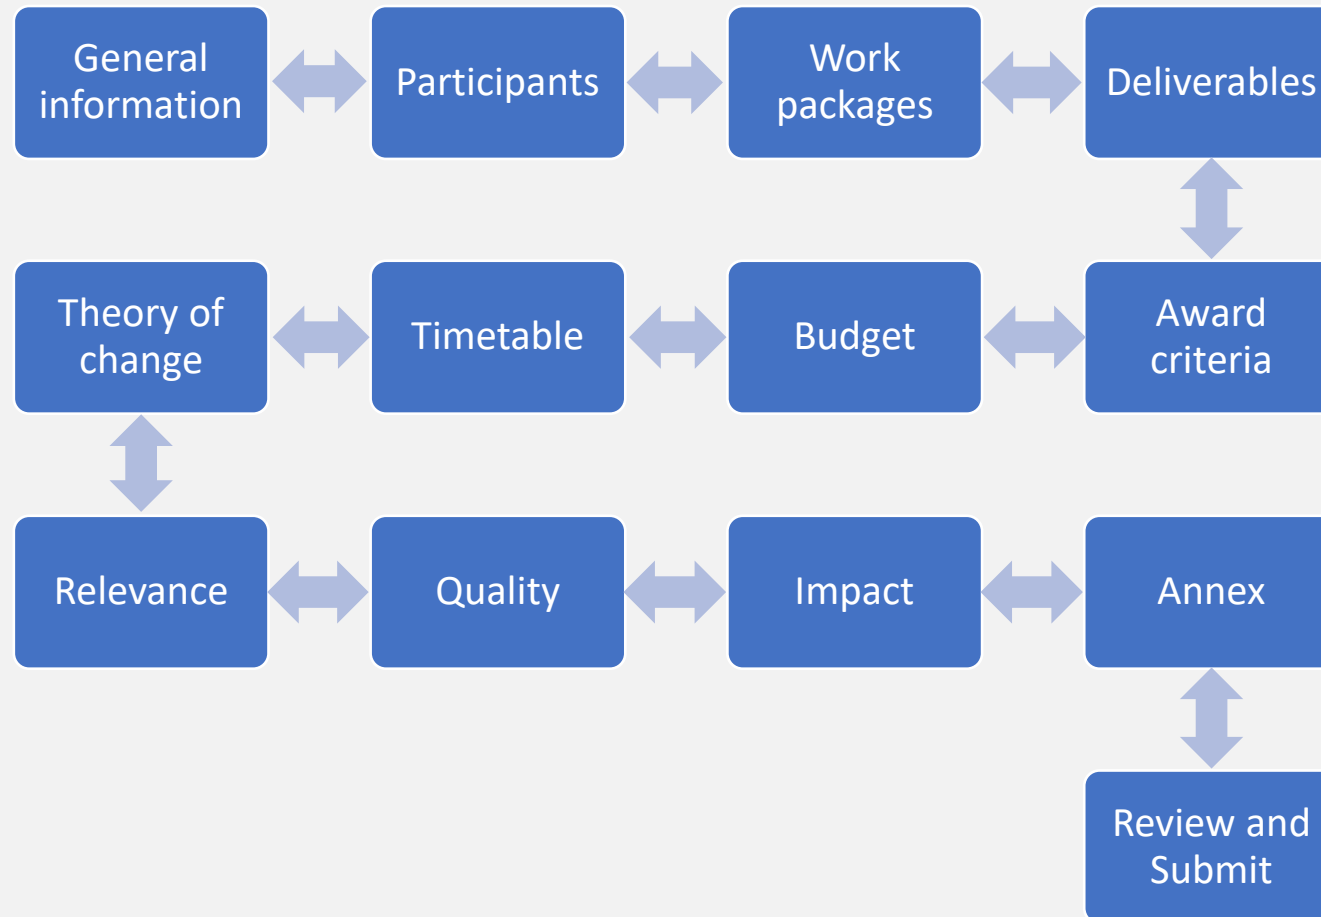 General
information
Participants
Work
packages
Deliverables
Theory of
change
Timetable
Budget
Award
criteria
Relevance
Quality
Impact
Annex
Review and
Submit